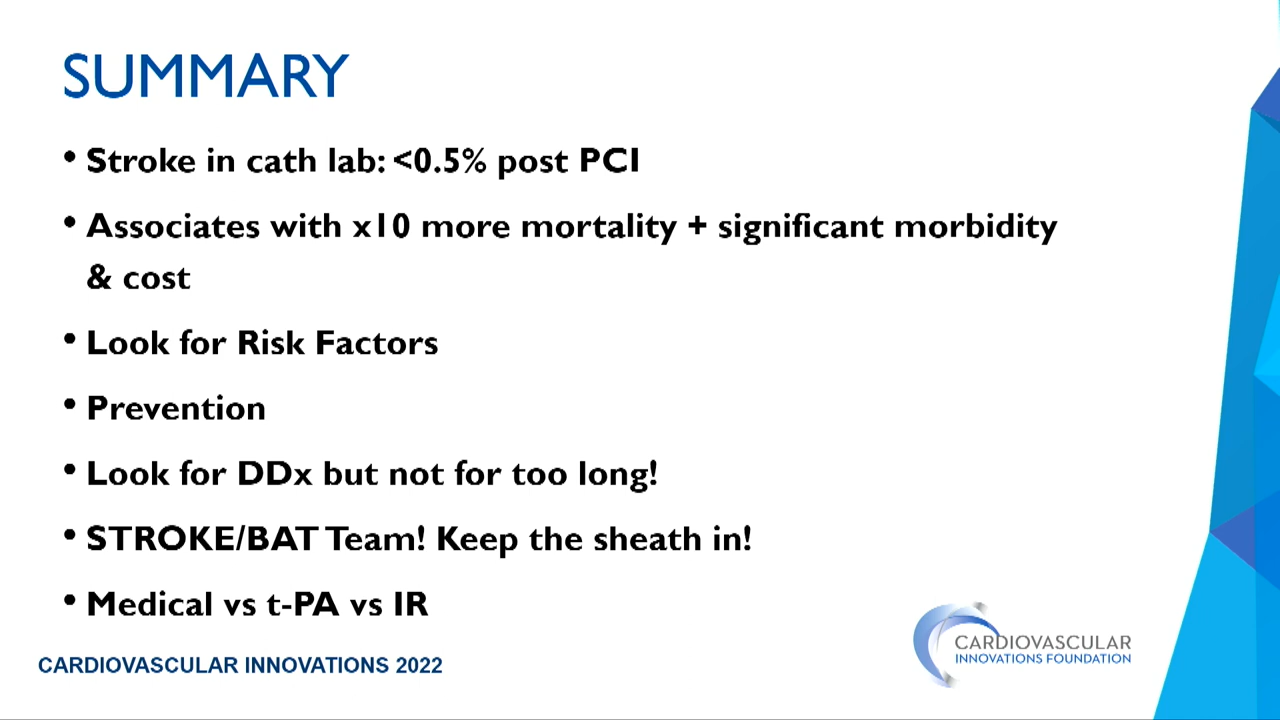 SUMMARY
• Stroke in cath lab: <0.5% post PCI
• Associates with x10 more mortality + significant morbidity
& cost
• Look for Risk Factors
• Prevention
• Look for DDx but not for too long!
• STROKE/BAT Team! Keep the sheath in!
• Medical vs t-PA vs IR
CARDIOVASCULAR
INNOVATIONS FOUNDATION
CARDIOVASCULAR INNOVATIONS 2022